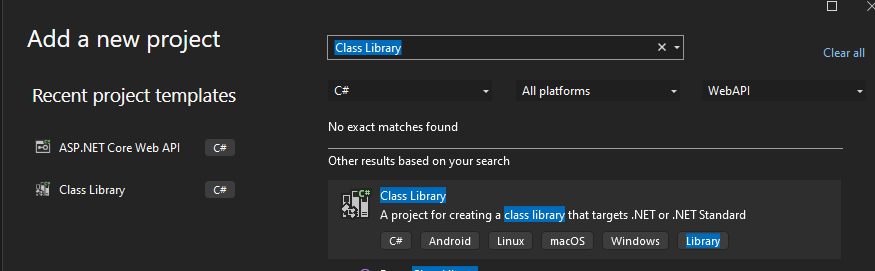 Add a new project
Class Library
Clear all
Recent project templates
C#
All platforms
WebAPI
No exact matches found
ASP.NET Core Web API C#
Other results based on your search
Class Library C#
C#
Class Library
A project for creating a class library that targets .NET or .NET Standard
C# Android Linux macOS Windows Library